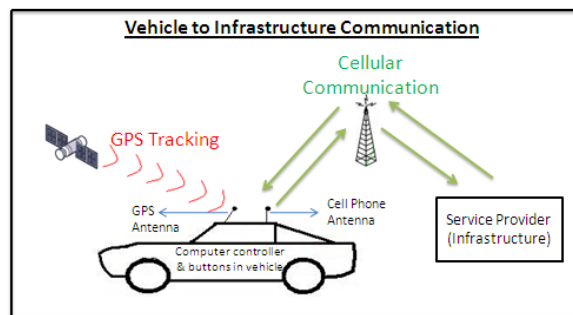 Vehicle to Infrastructure Communication
Cellular
Communication
GPS Tracking
GPS
Antenna
Cell Phone
Antenna
Service Provider
(Infrastructure)
Computer controller
& buttons in vehicle